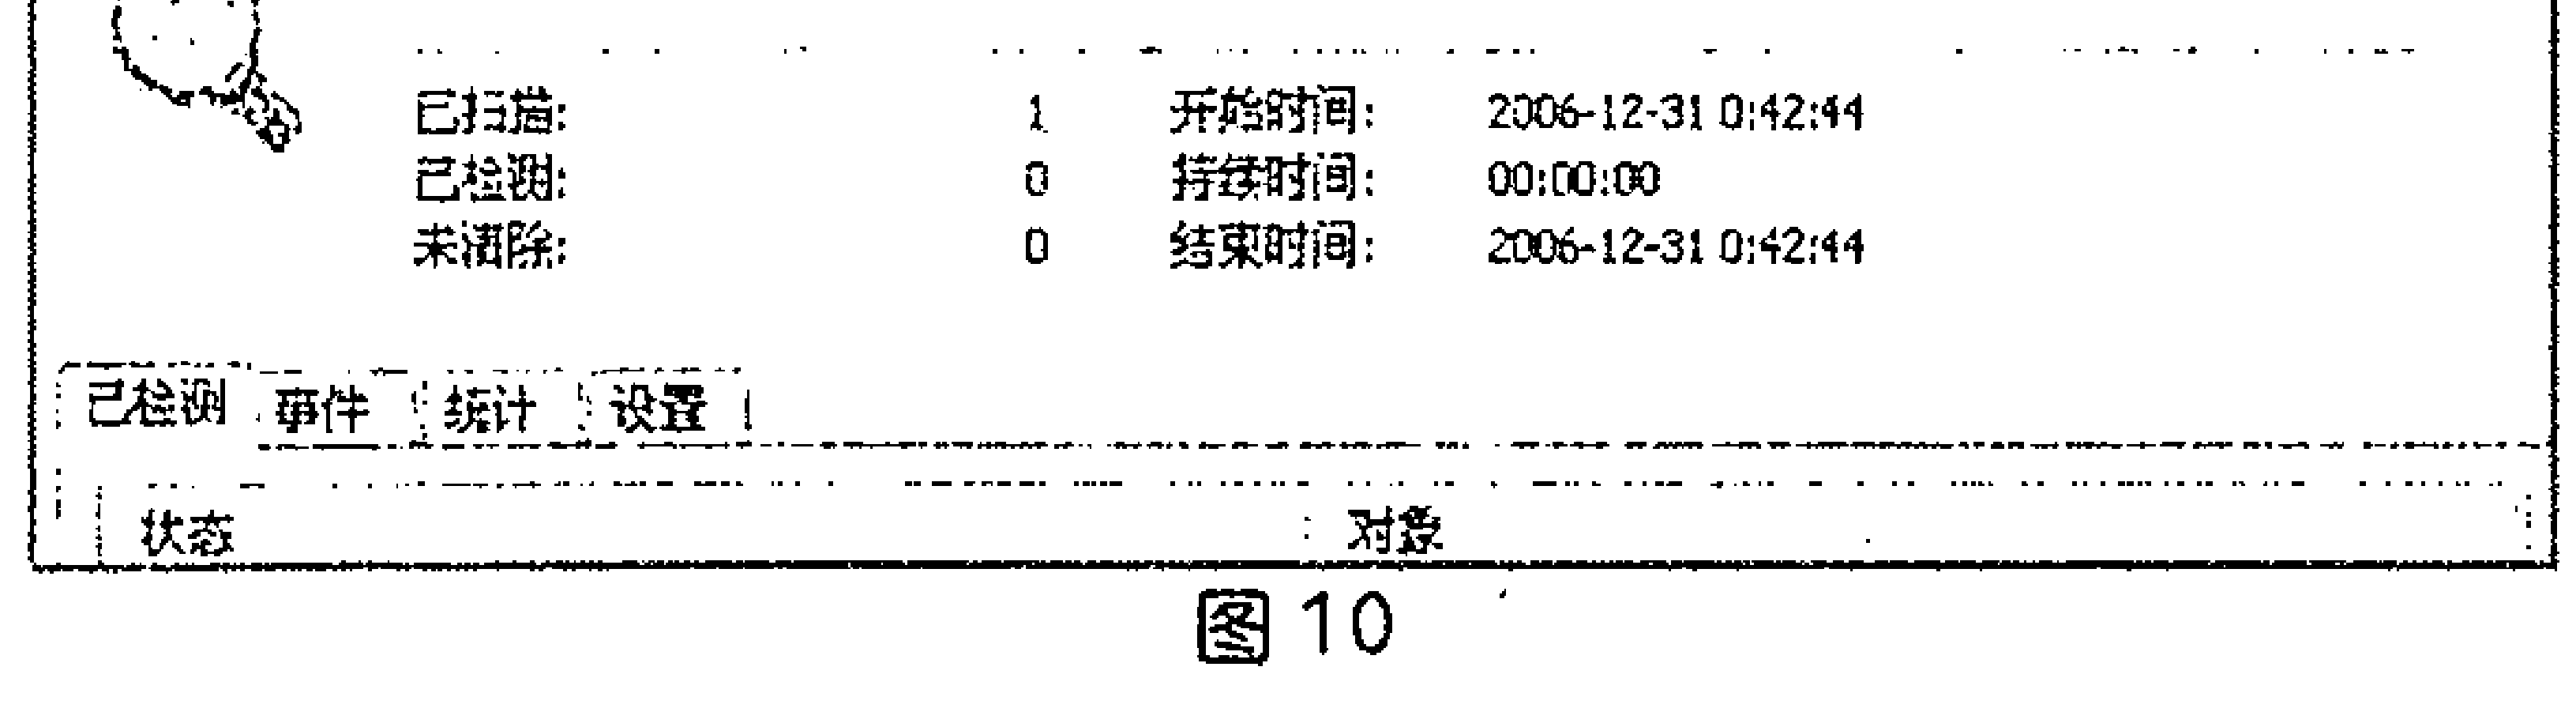 已扫描: 1 开始时间: 2006-12-31 0:42:44
已检测: 0 持续时间: 00:00:00
未清除: 0 结束时间: 2006-12-31 0:42:44
已检测 事件 统计 设置
状态 对象
图 10